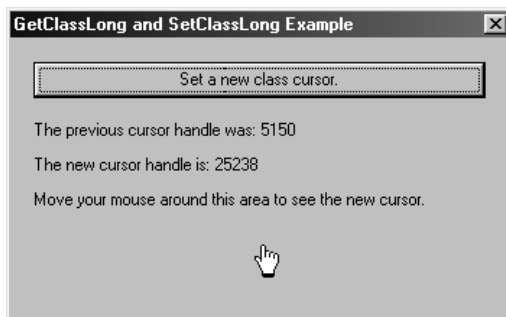 GetClassLong and SetClassLong Example
Set a new class cursor.
The previous cursor handle was: 5150
The new cursor handle is: 25238
Move your mouse around this area to see the new cursor.